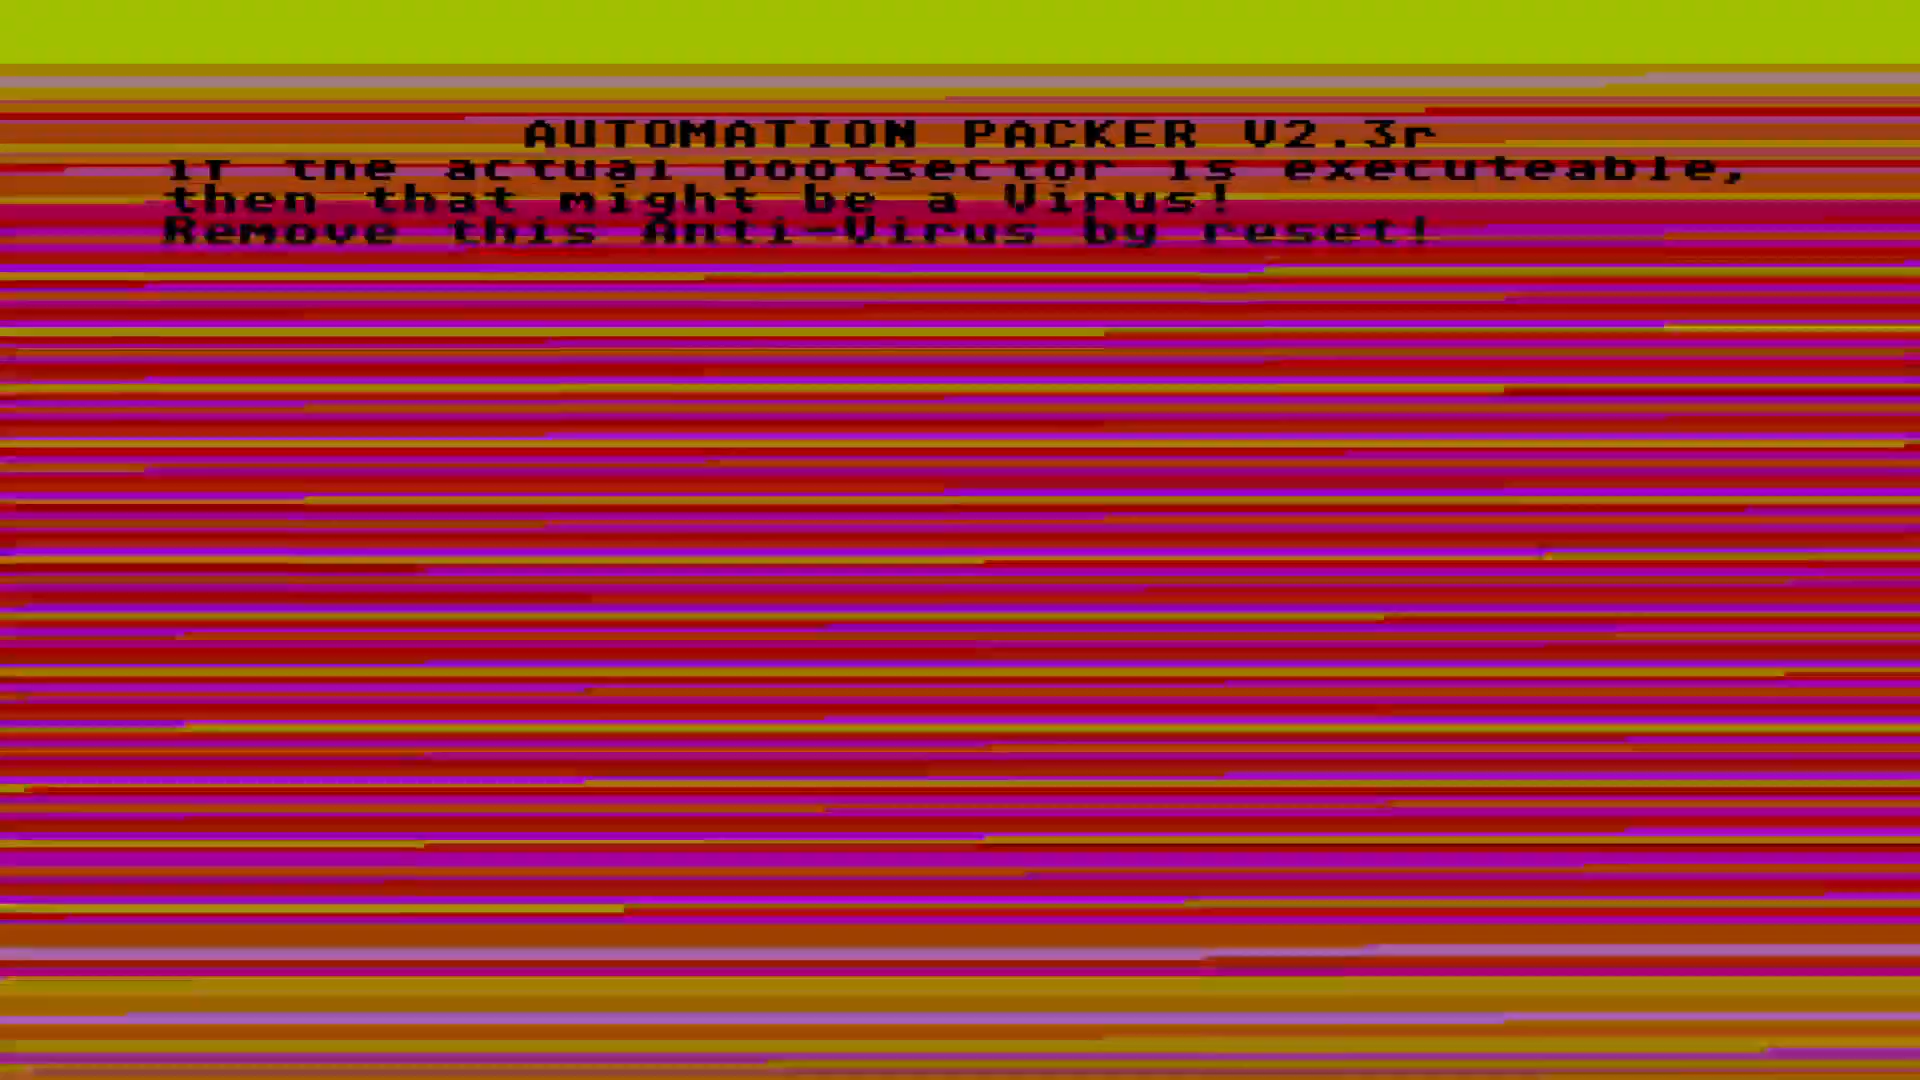 AUTOMATION PACKER V2.3r
If the actual bootsector is executeable,
then that might be a Virus!
Remove this Anti-Virus by reset!